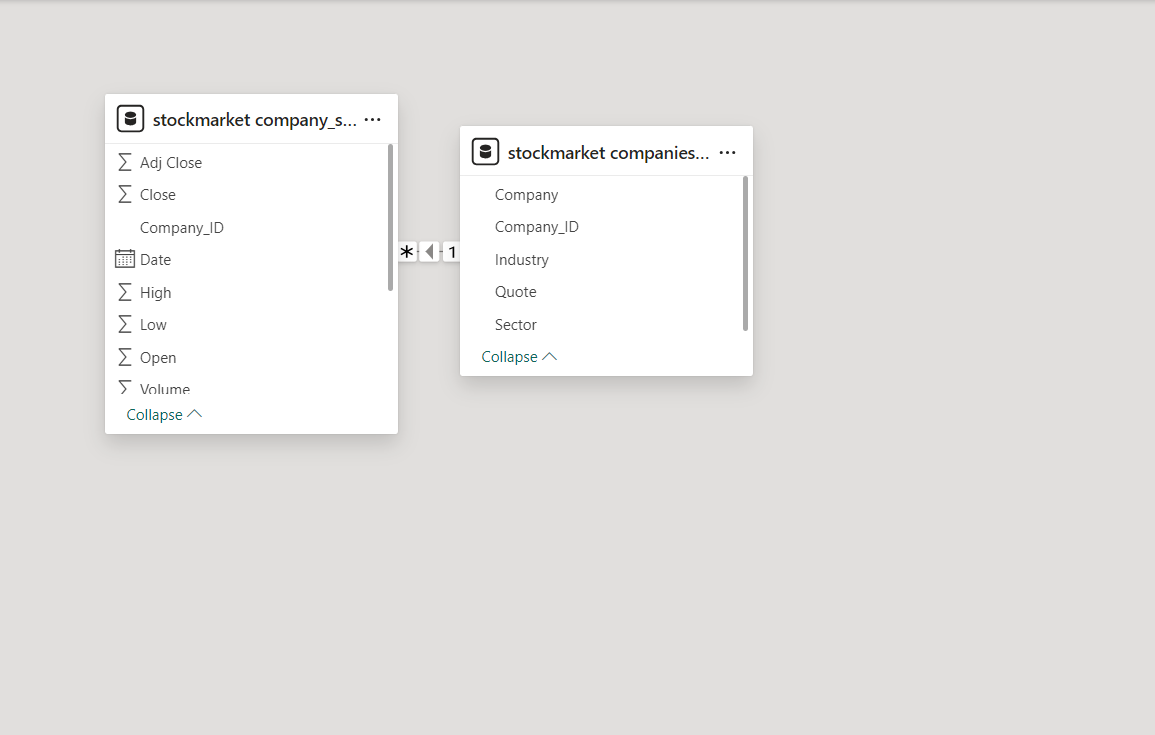 stockmarket company_s...
Adj Close
Close
Company_ID
Date
High
Low
Open
Volume
Collapse
* 1
stockmarket companies...
Company
Company_ID
Industry
Quote
Sector
Collapse